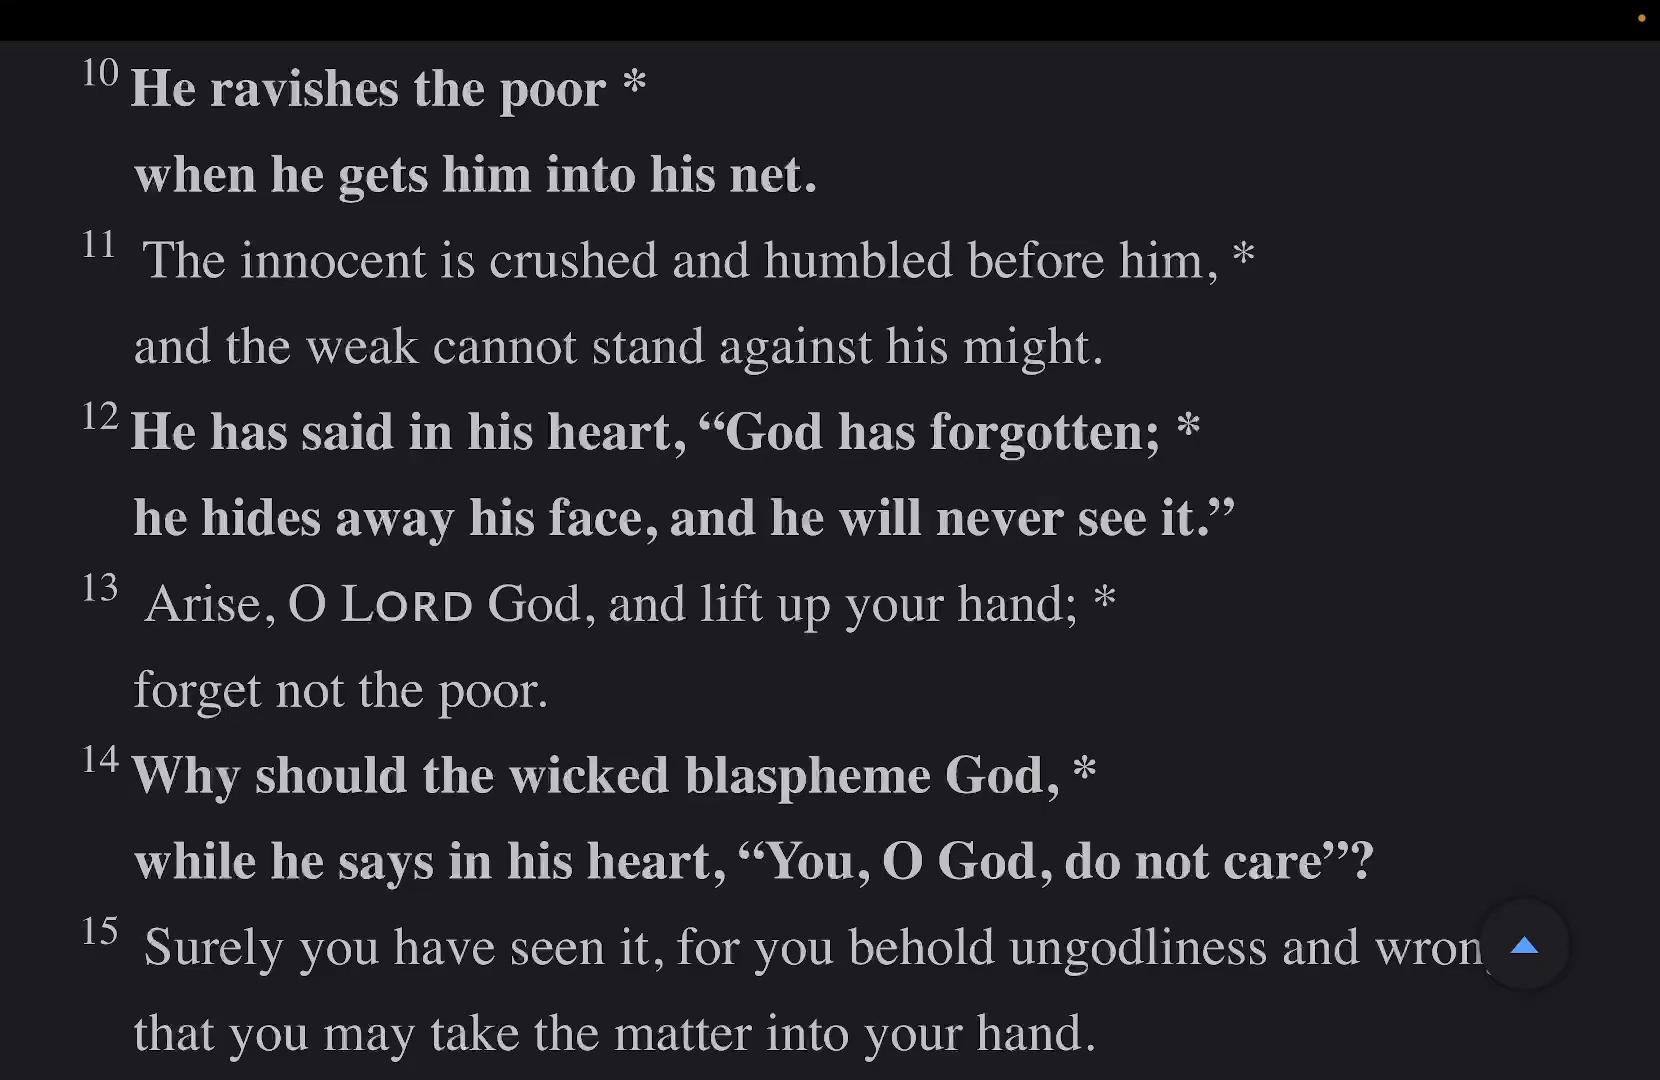 10 He ravishes the poor *
when he gets him into his net.
11 The innocent is crushed and humbled before him, *
and the weak cannot stand against his might.
12 He has said in his heart, “God has forgotten; *
he hides away his face, and he will never see it.”
13 Arise, O LORD God, and lift up your hand; *
forget not the poor.
14 Why should the wicked blaspheme God, *
while he says in his heart, “You, O God, do not care”?
15 Surely you have seen it, for you behold ungodliness and
that you may take the matter into your hand.